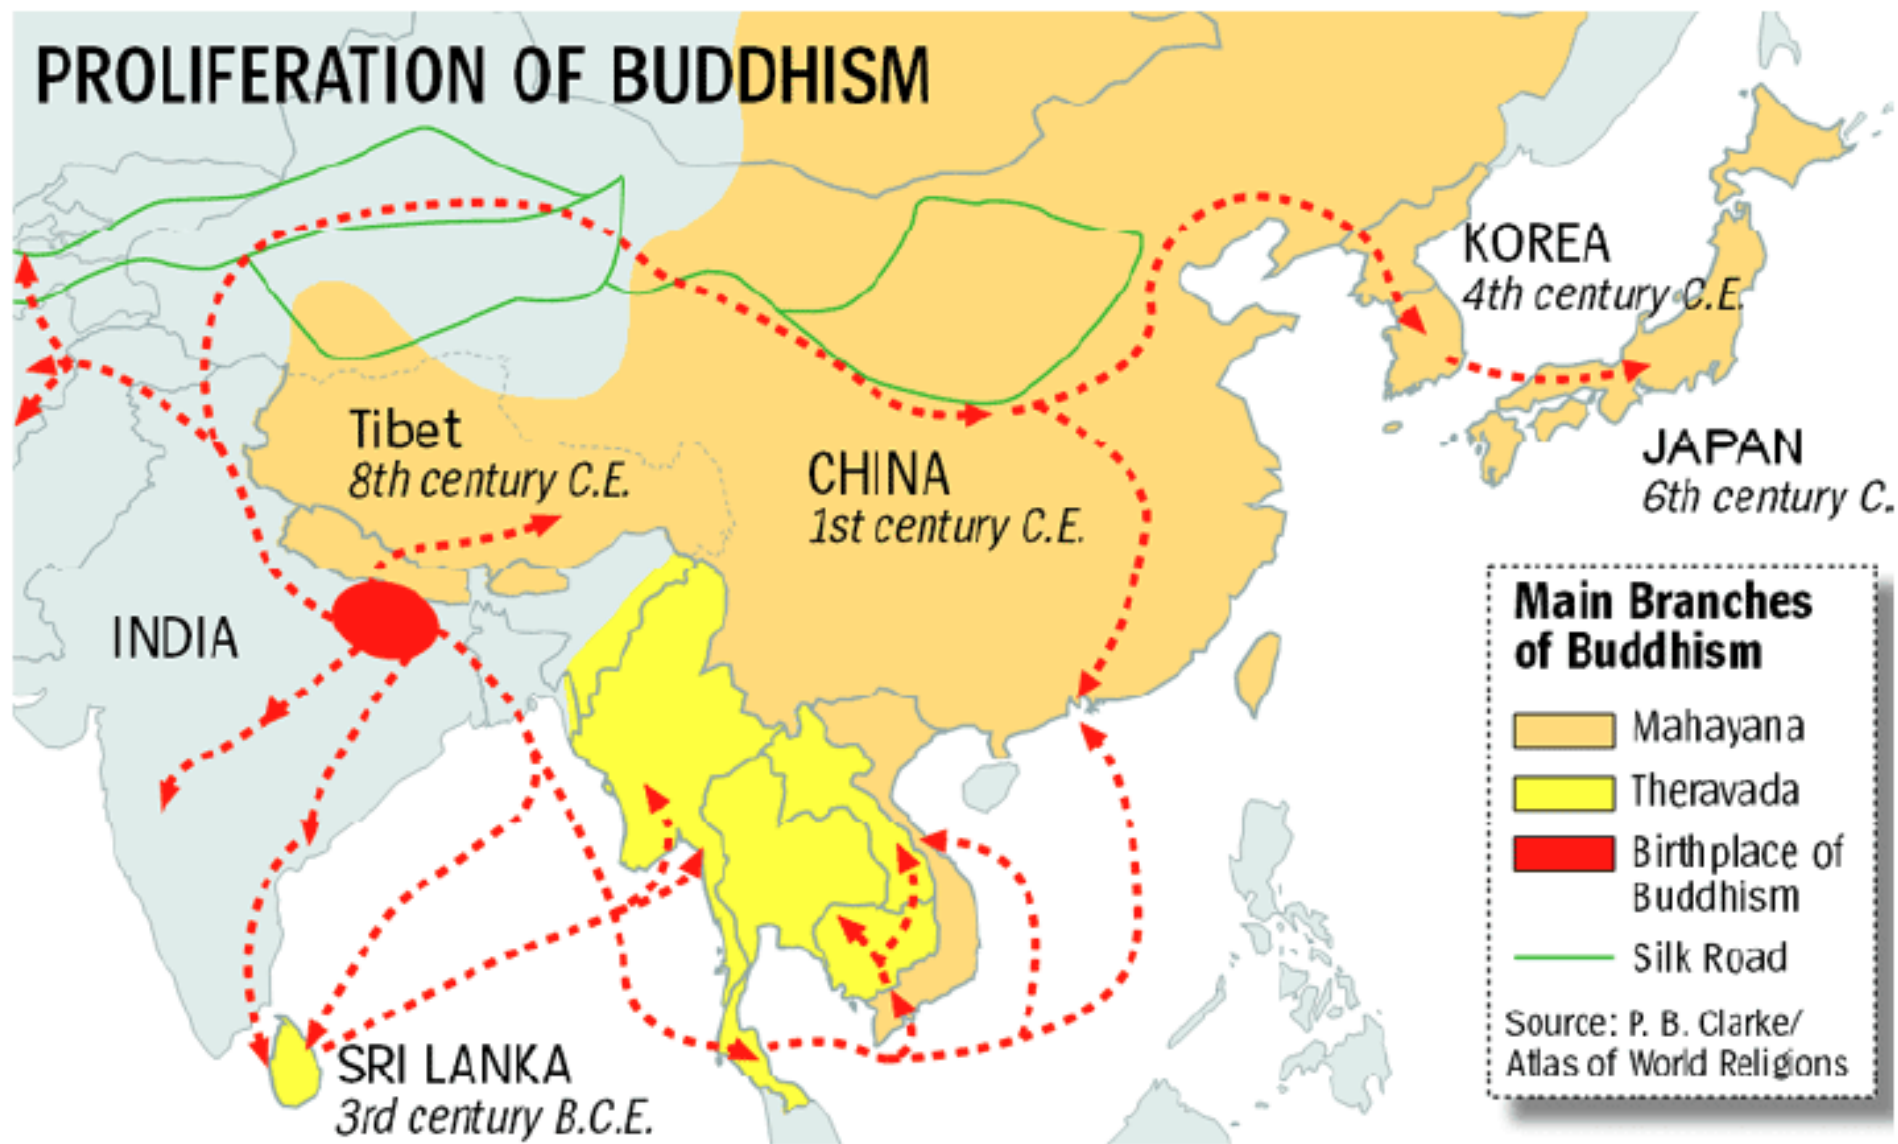 PROLIFERATION OF BUDDHISM
KOREA
4th century C.E.
Tibet
8th century C.E.
CHINA
1st century C.E.
JAPAN
6th century C.
INDIA
SRI LANKA
3rd century B.C.E.
Main Branches
of Buddhism
Mahayana
Theravada
Birthplace of
Buddhism
Silk Road
Source: P. B. Clarke/
Atlas of World Religions